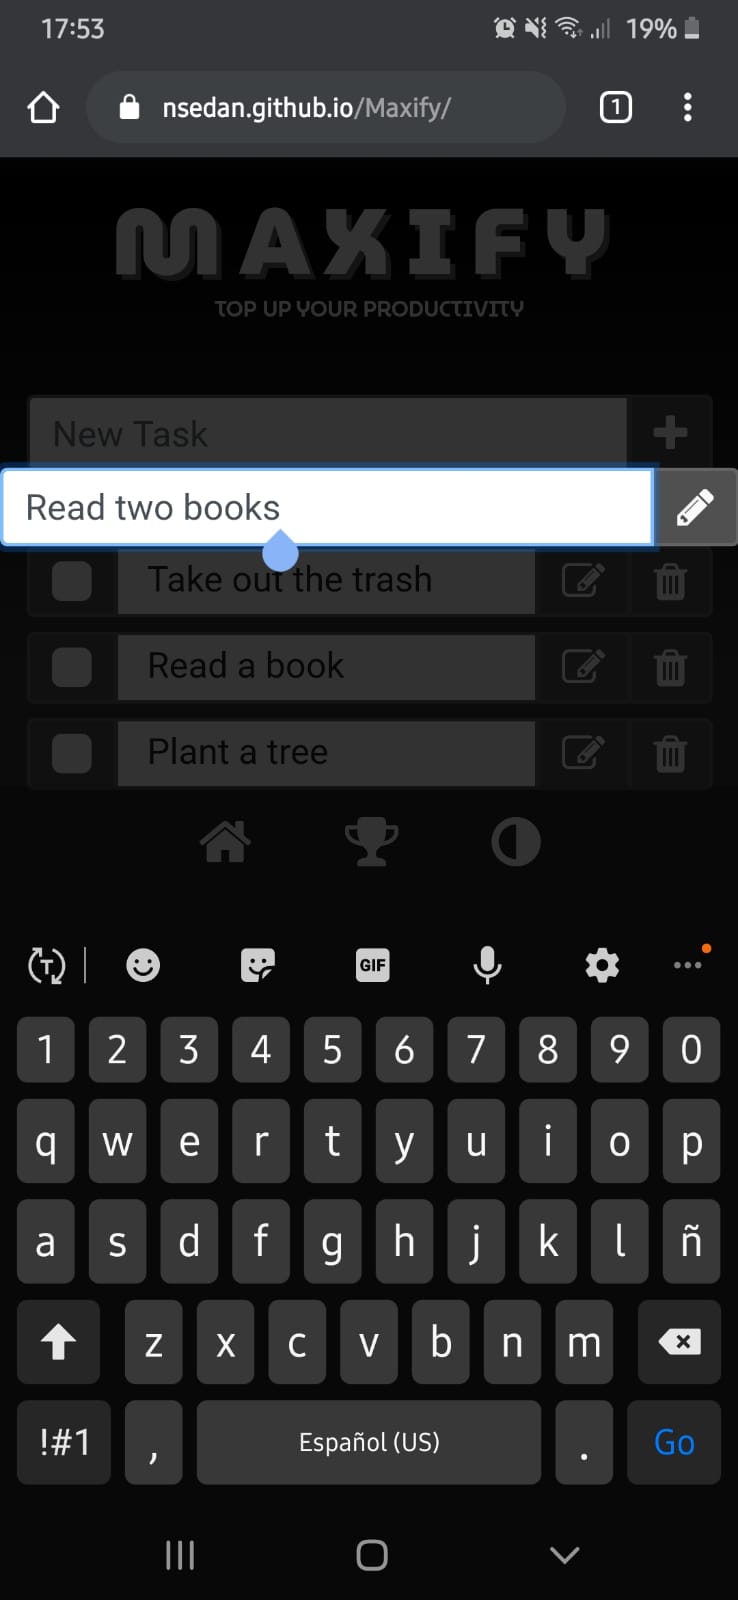 17:53 19%
nsedan.github.io/Maxify/ 1
MAXIFY
TOP UP YOUR PRODUCTIVITY
New Task
Read two books
Take out the trash
Read a book
Plant a tree
T GIF
1 2 3 4 5 6 7 8 9 0
q w e r t y u i o p
a s d f g h j k l ñ
z x c v b n m
!#1 , Español (US) . Go